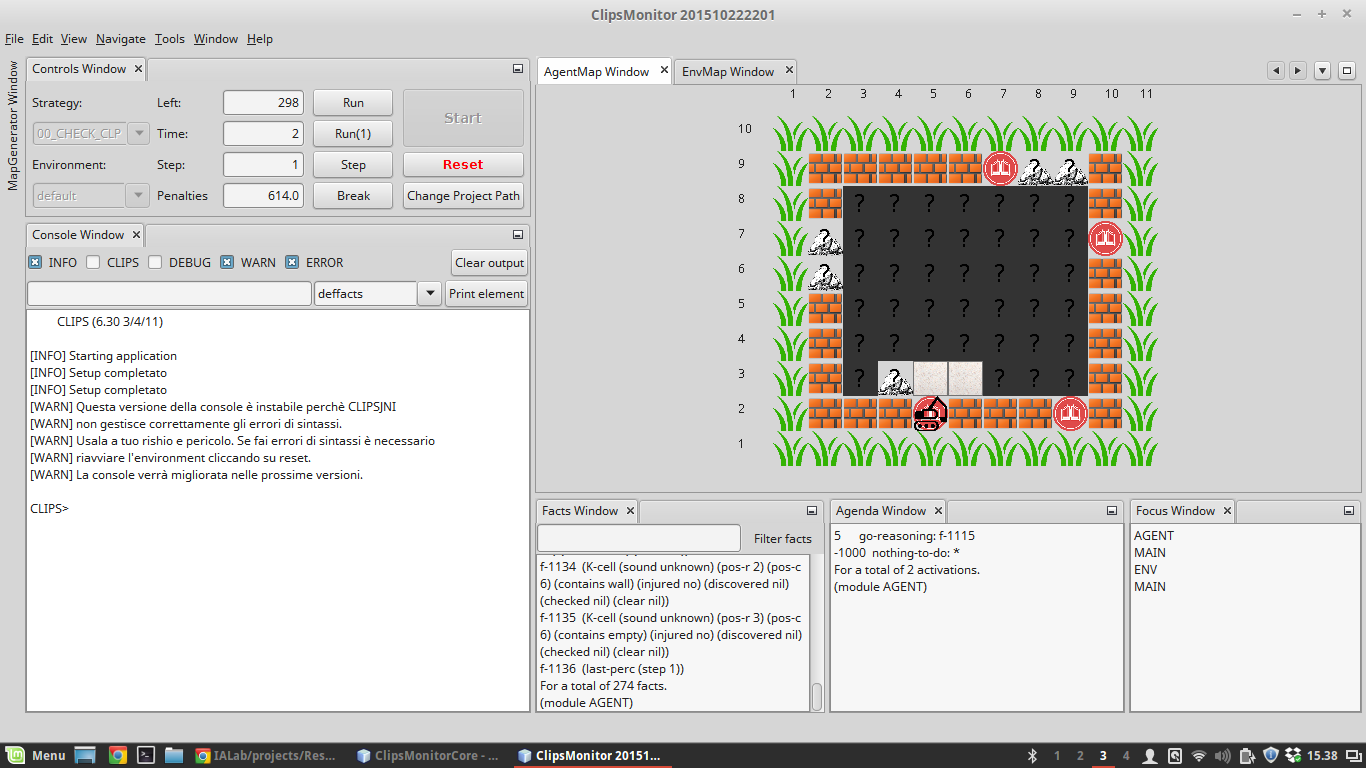 ClipsMonitor 201510222201
File Edit View Navigate Tools Window Help
MapGenerator Window
Controls Window
Strategy: Left: 298 Run Start
00_CHECK_CLP Time: 2 Run(1)
Environment: Step: 1 Step Reset
default Penalties 614.0 Break Change Project Path
Console Window
INFO CLIPS DEBUG WARN ERROR Clear output
deffacts Print element
CLIPS (6.30 3/4/11)
[INFO] Starting application
[INFO] Setup completato
[INFO] Setup completato
[WARN] Questa versione della console è instabile perchè CLIPSJNI
[WARN] non gestisce correttamente gli errori di sintassi.
[WARN] Usala a tuo rishio e pericolo. Se fai errori di sintassi è necessario
[WARN] riavviare l'environment cliccando su reset.
[WARN] La console verrà migliorata nelle prossime versioni.
CLIPS>
AgentMap Window EnvMap Window
1 2 3 4 5 6 7 8 9 10 11
10
9 ? ?
8 ? ? ? ? ? ? ?
7 ? ? ? ? ? ? ? ?
6 ? ? ? ? ? ? ? ?
5 ? ? ? ? ? ? ?
4 ? ? ? ? ? ? ?
3 ? ? ? ? ?
2
1
Facts Window
Filter facts
f-1134 (K-cell (sound unknown) (pos-r 2) (pos-c
6) (contains wall) (injured no) (discovered nil)
(checked nil) (clear nil))
f-1135 (K-cell (sound unknown) (pos-r 3) (pos-c
6) (contains empty) (injured no) (discovered nil)
(checked nil) (clear nil))
f-1136 (last-perc (step 1))
For a total of 274 facts.
(module AGENT)
Agenda Window
5 go-reasoning: f-1115
-1000 nothing-to-do: *
For a total of 2 activations.
(module AGENT)
Focus Window
AGENT
MAIN
ENV
MAIN
Menu IALab/projects/Res... ClipsMonitorCore - ... ClipsMonitor 20151... 1 2 3 4 15.38